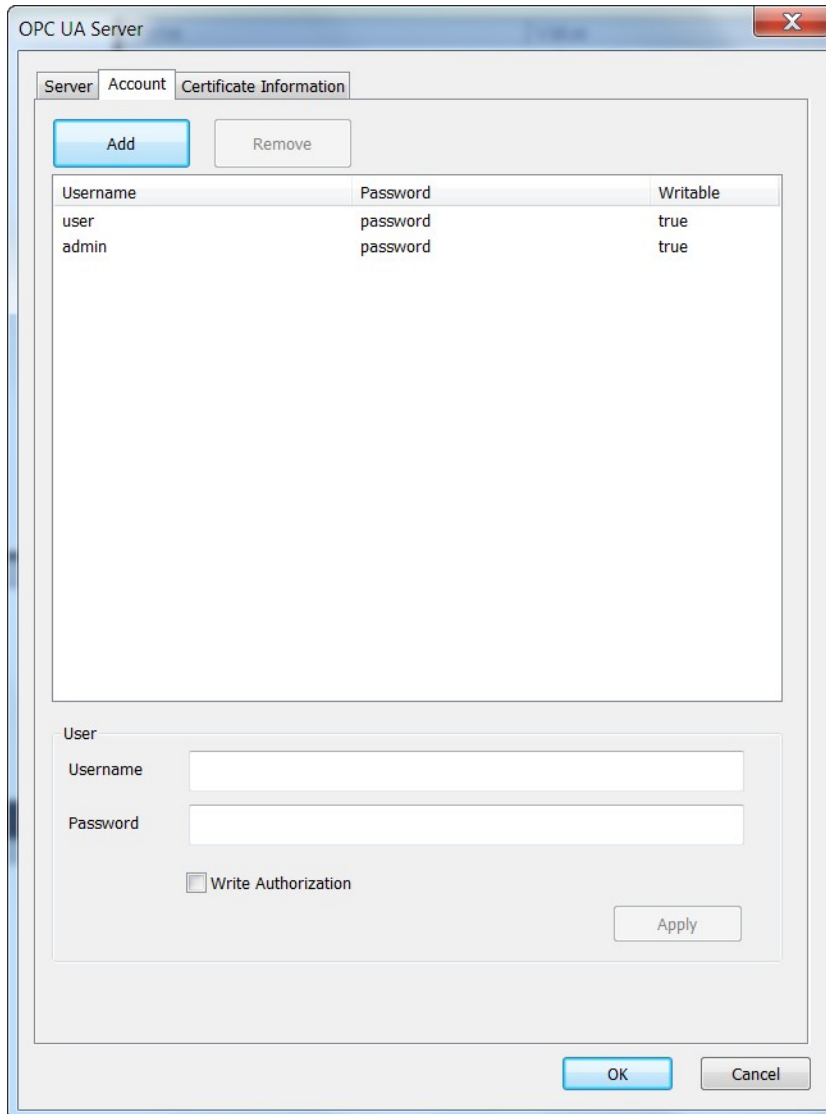 OPC UA Server
Server Account Certificate Information
Add Remove
Username Password Writable
user password true
admin password true
User
Username
Password
Write Authorization
Apply
OK Cancel